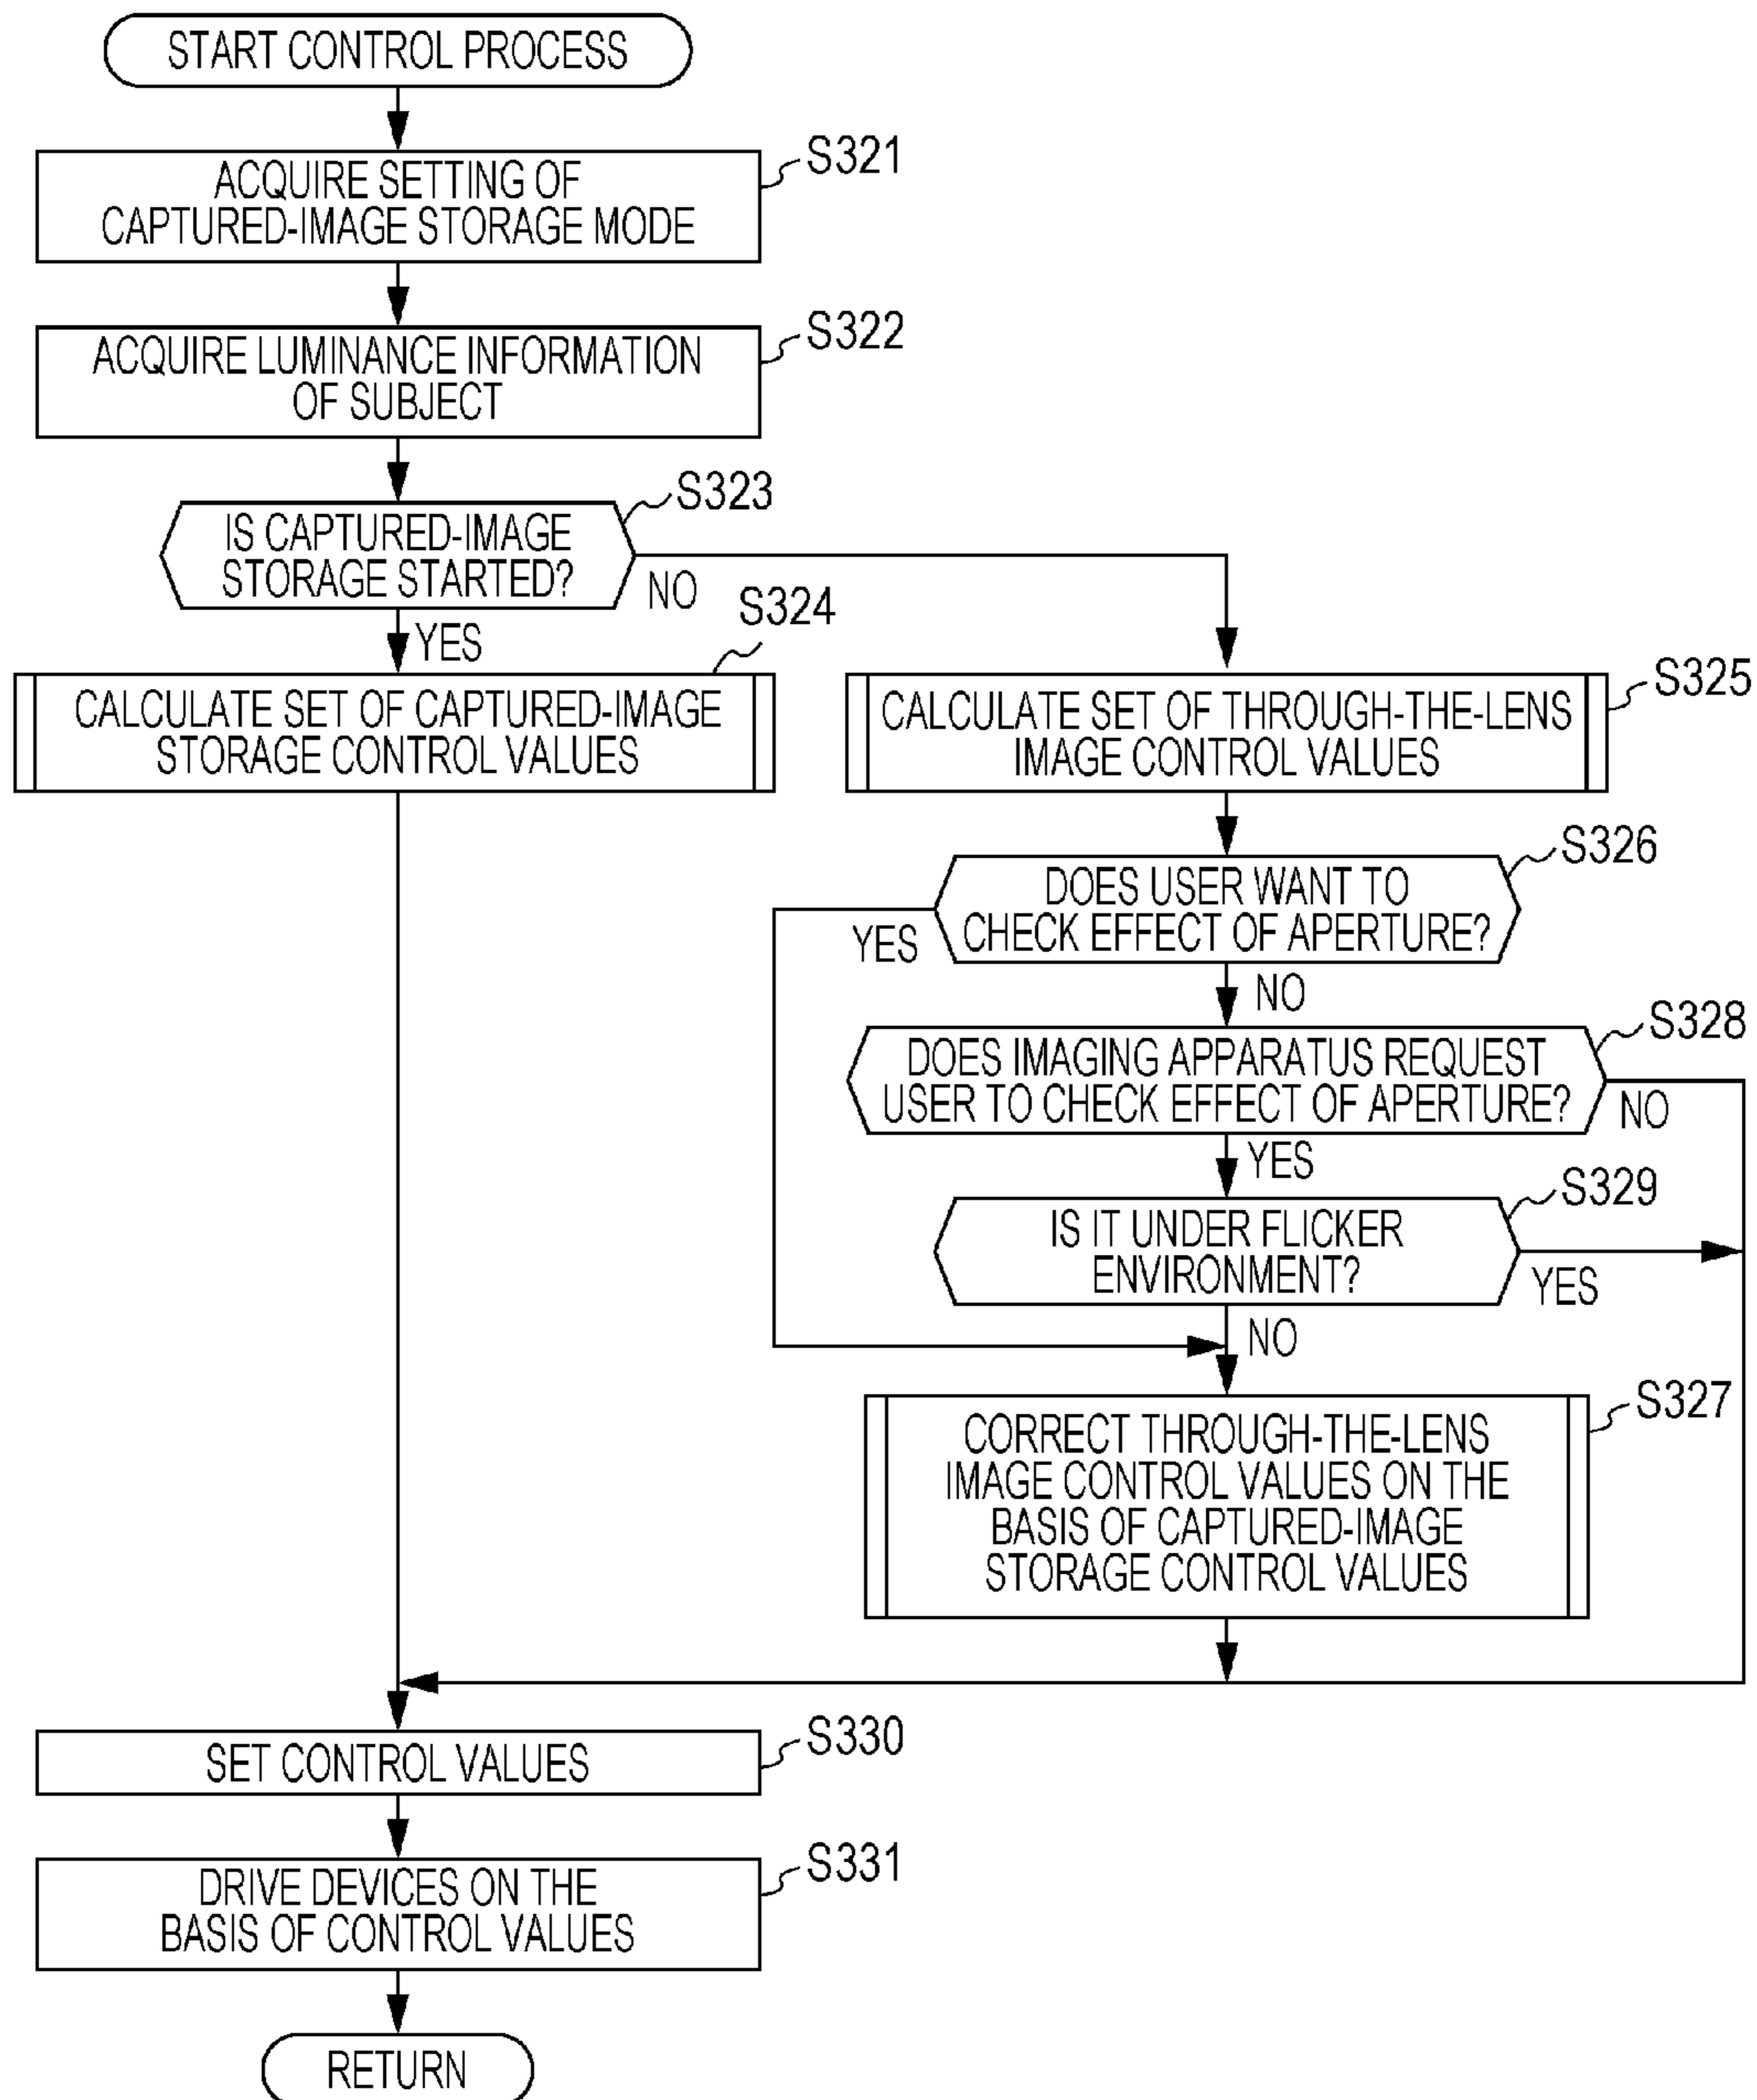 START CONTROL PROCESS
S321
ACQUIRE SETTING OF
CAPTURED-IMAGE STORAGE MODE
S322
ACQUIRE LUMINANCE INFORMATION
OF SUBJECT
S323
IS CAPTURED-IMAGE
STORAGE STARTED?
NO
YES
S324
CALCULATE SET OF CAPTURED-IMAGE
STORAGE CONTROL VALUES
S325
CALCULATE SET OF THROUGH-THE-LENS
IMAGE CONTROL VALUES
S326
DOES USER WANT TO
CHECK EFFECT OF APERTURE?
YES
NO
S328
DOES IMAGING APPARATUS REQUEST
USER TO CHECK EFFECT OF APERTURE?
NO
YES
S329
IS IT UNDER FLICKER
ENVIRONMENT?
YES
NO
S327
CORRECT THROUGH-THE-LENS
IMAGE CONTROL VALUES ON THE
BASIS OF CAPTURED-IMAGE
STORAGE CONTROL VALUES
S330
SET CONTROL VALUES
S331
DRIVE DEVICES ON THE
BASIS OF CONTROL VALUES
RETURN